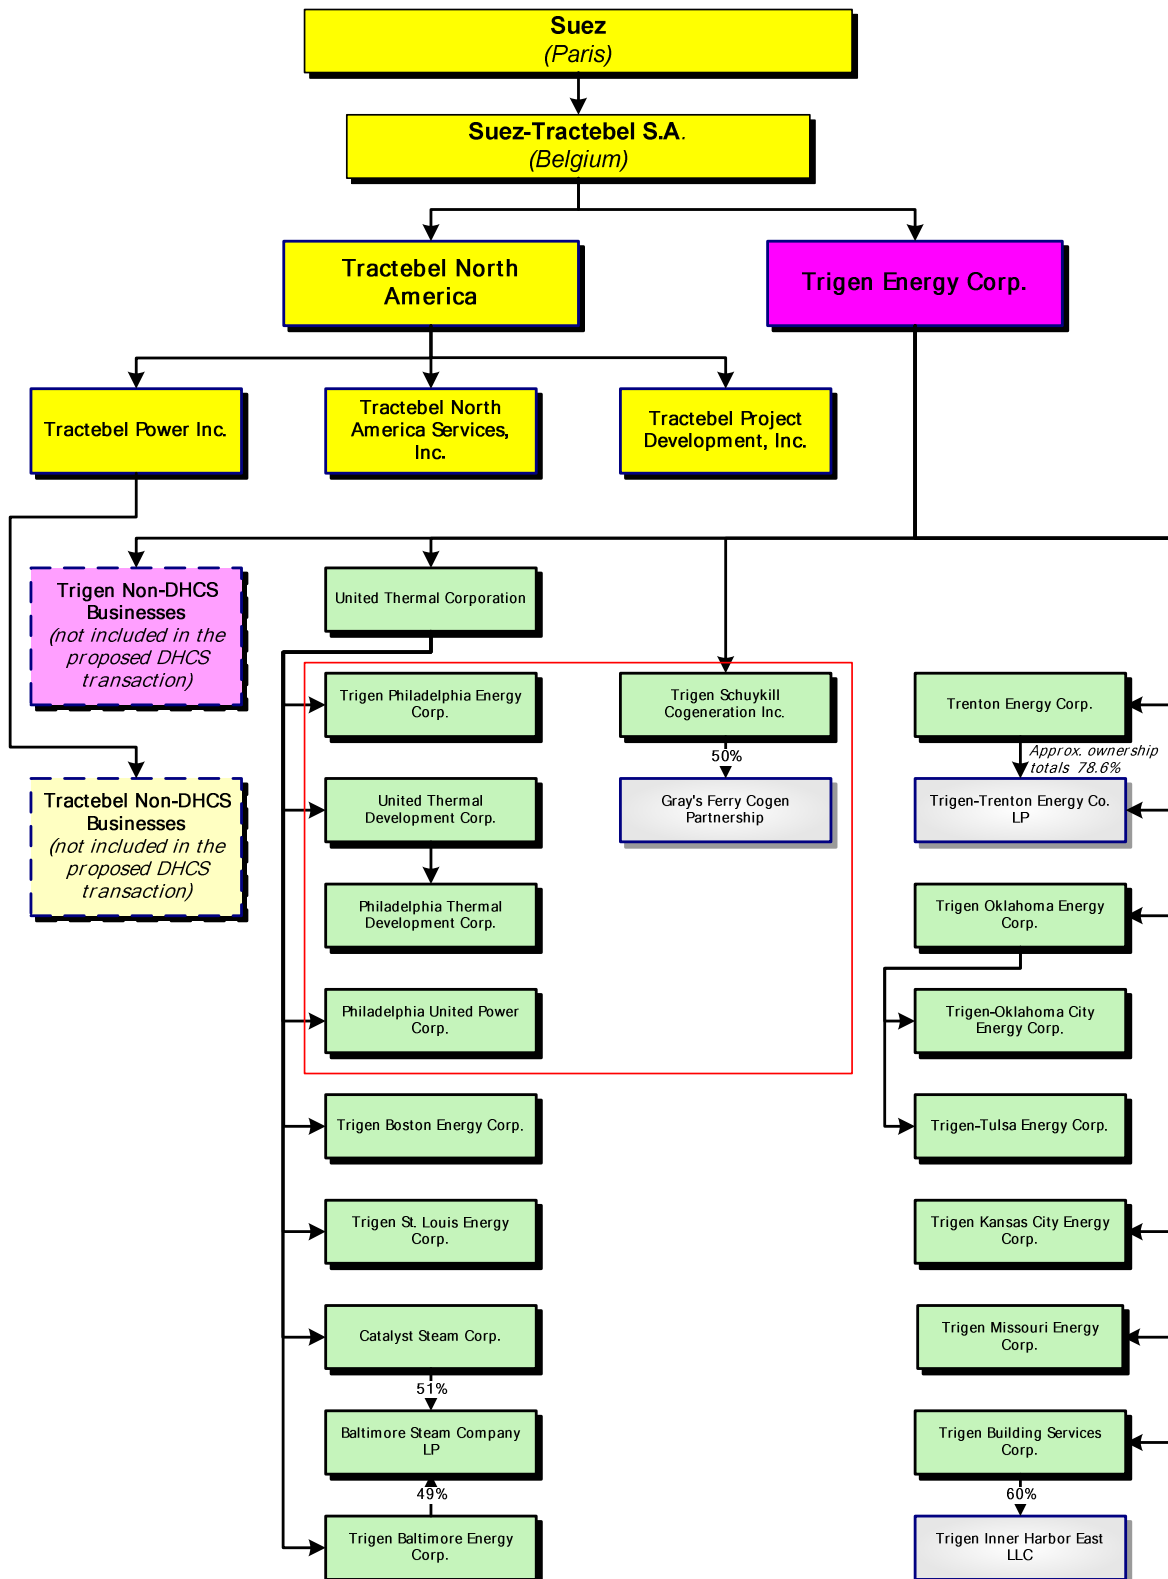 Suez
(Paris)
Suez-Tractebel S.A.
(Belgium)
Tractebel North
America
Trigen Energy Corp.
Tractebel Power Inc.
Tractebel North
America Services,
Inc.
Tractebel Project
Development, Inc.
Trigen Non-DHCS
Businesses
(not included in the
proposed DHCS
transaction)
United Thermal Corporation
Trigen Philadelphia Energy
Corp.
Trigen Schuykill
Cogeneration Inc.
Trenton Energy Corp.
50%
Approx. ownership
totals 78.6%
Tractebel Non-DHCS
Businesses
(not included in the
proposed DHCS
transaction)
United Thermal
Development Corp.
Gray's Ferry Cogen
Partnership
Trigen-Trenton Energy Co.
LP
Philadelphia Thermal
Development Corp.
Trigen Oklahoma Energy
Corp.
Philadelphia United Power
Corp.
Trigen-Oklahoma City
Energy Corp.
Trigen Boston Energy Corp.
Trigen-Tulsa Energy Corp.
Trigen St. Louis Energy
Corp.
Trigen Kansas City Energy
Corp.
Catalyst Steam Corp.
Trigen Missouri Energy
Corp.
51%
Baltimore Steam Company
LP
Trigen Building Services
Corp.
49%
60%
Trigen Baltimore Energy
Corp.
Trigen Inner Harbor East
LLC